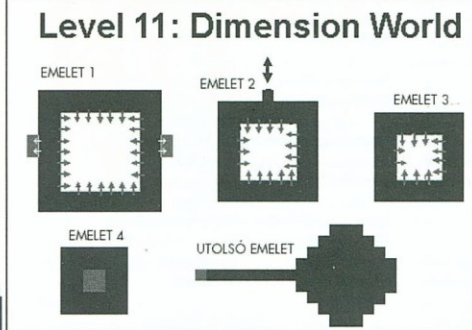 Level 11: Dimension World
EMELET 1
EMELET 2
EMELET 3
EMELET 4
UTOLSÓ EMELET